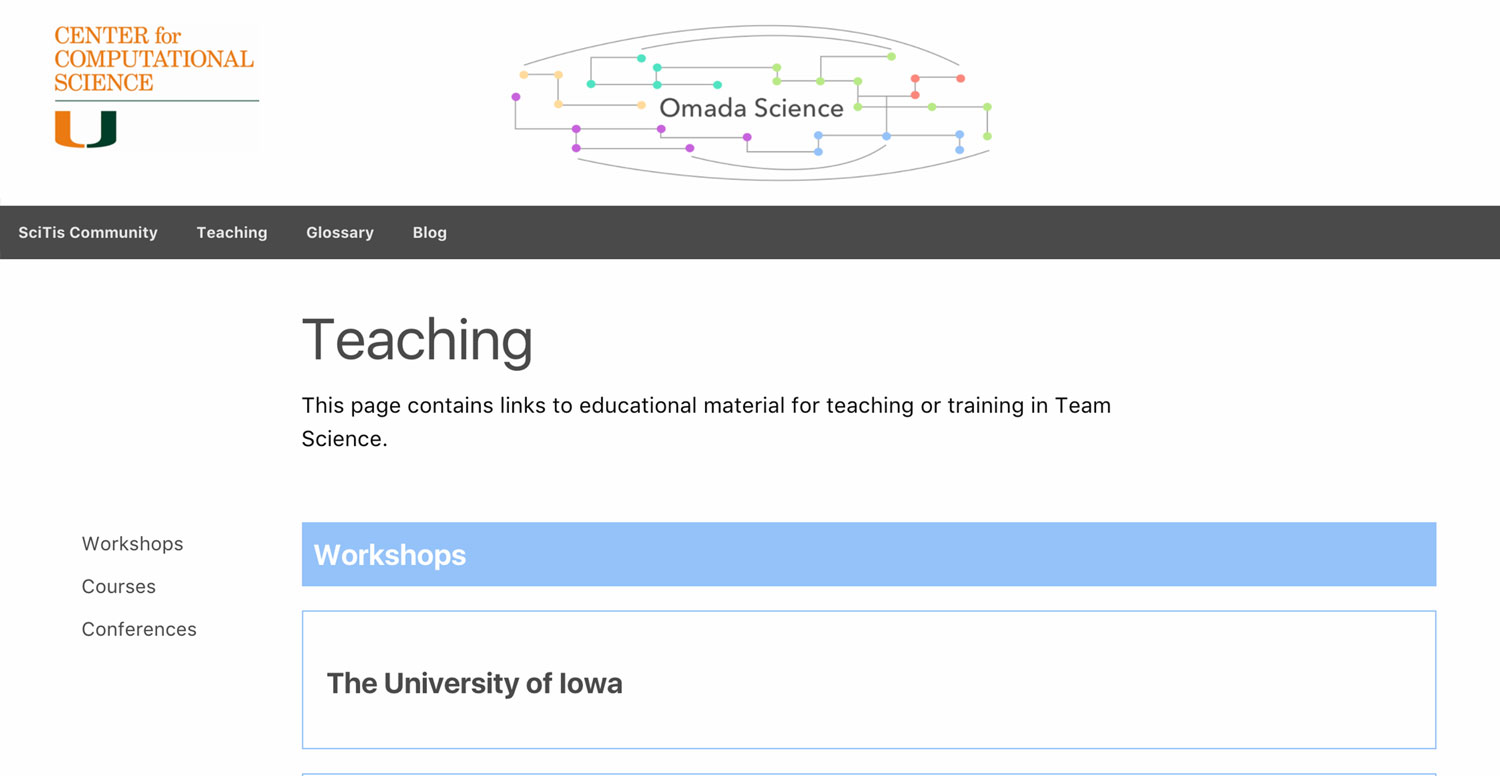 CENTER for
COMPUTATIONAL
SCIENCE
U
Omada Science
SciTis Community Teaching Glossary Blog
Teaching
This page contains links to educational material for teaching or training in Team
Science.
Workshops
Courses
Conferences
Workshops
The University of Iowa